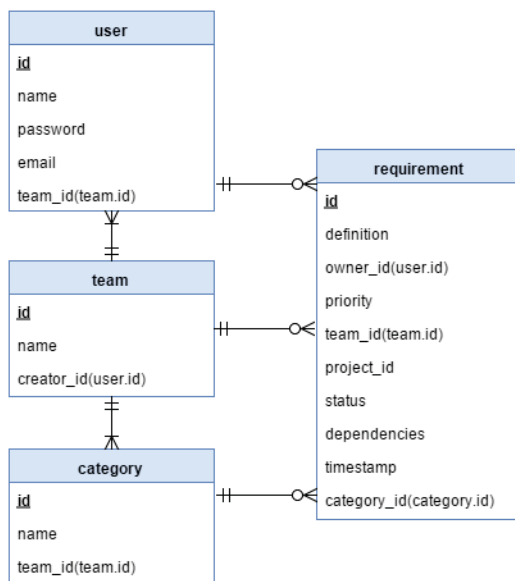 user
id
name
password
email
team_id(team.id)
team
id
name
creator_id(user.id)
category
id
name
team_id(team.id)
requirement
id
definition
owner_id(user.id)
priority
team_id(team.id)
project_id
status
dependencies
timestamp
category_id(category.id)